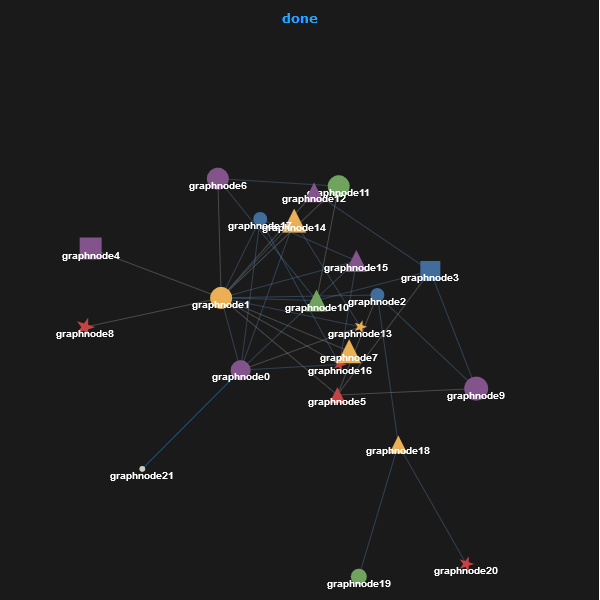 done
graphnode6
graphnode11
graphnode12
graphnode17
graphnode14
graphnode4
graphnode15
graphnode3
graphnode1
graphnode2
graphnode10
graphnode8
graphnode13
graphnode7
graphnode16
graphnode0
graphnode9
graphnode5
graphnode18
graphnode21
graphnode20
graphnode19